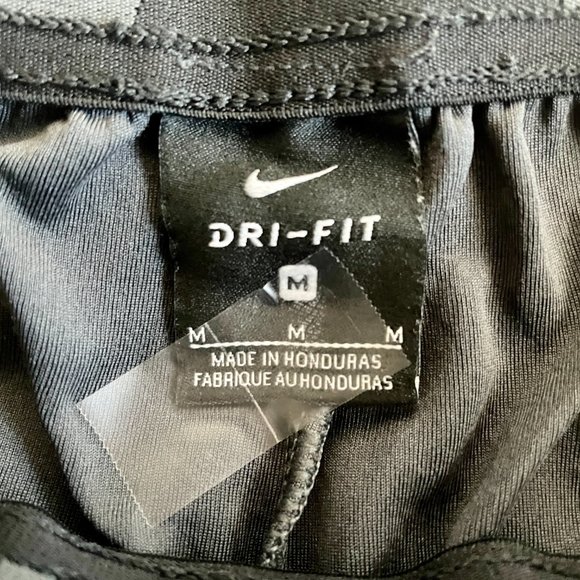 DRI-FIT
M
M M M
MADE IN HONDURAS
FABRIQUE AU HONDURAS